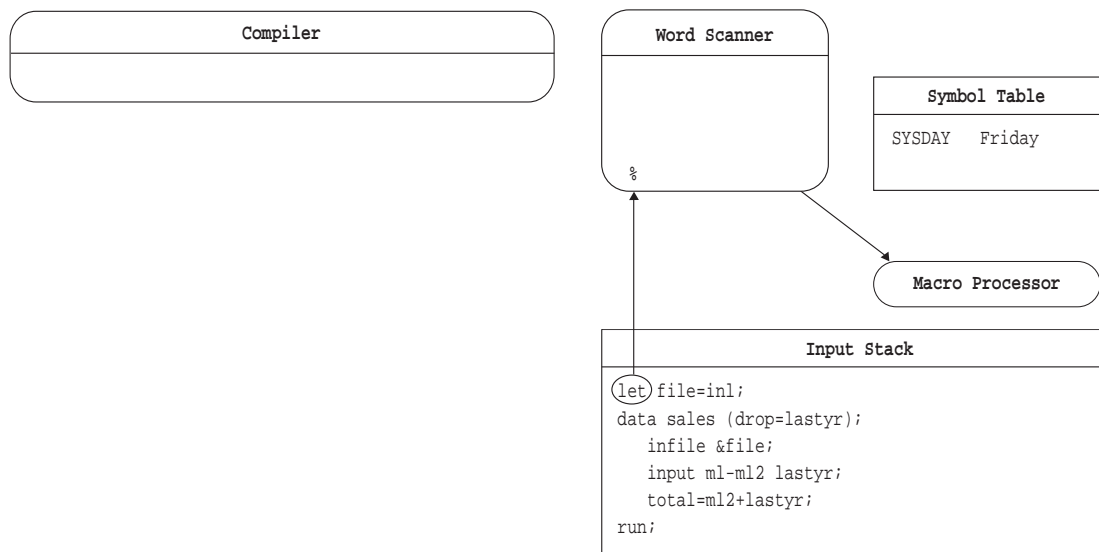 Compiler
Word Scanner
%
Symbol Table
SYSDAY Friday
Macro Processor
Input Stack
let file=inl;
data sales (drop=lastyr);
infile &file;
input ml-ml2 lastyr;
total=ml2+lastyr;
run;